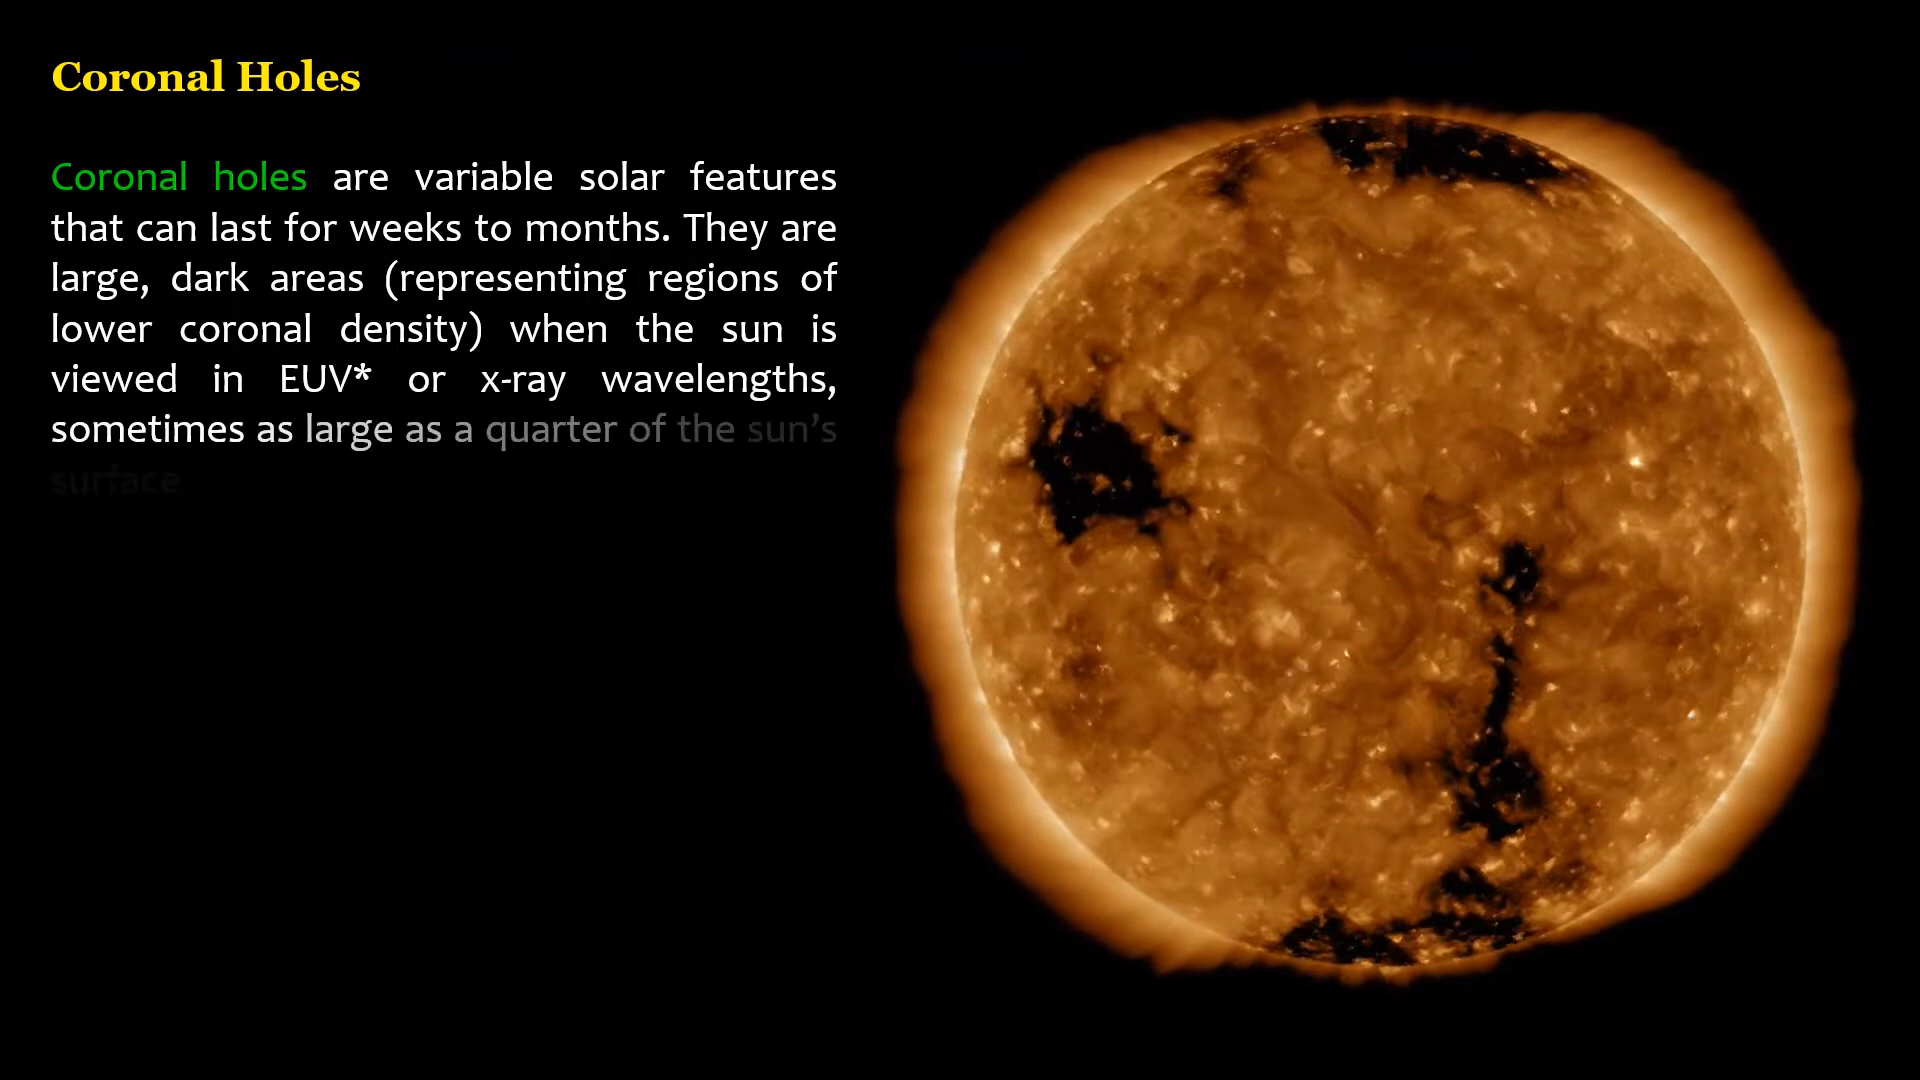 Coronal Holes
Coronal holes are variable solar features
that can last for weeks to months. They are
large, dark areas (representing regions of
lower coronal density) when the sun is
viewed in EUV* or x-ray wavelengths,
sometimes as large as a quarter of the sun’s
surface